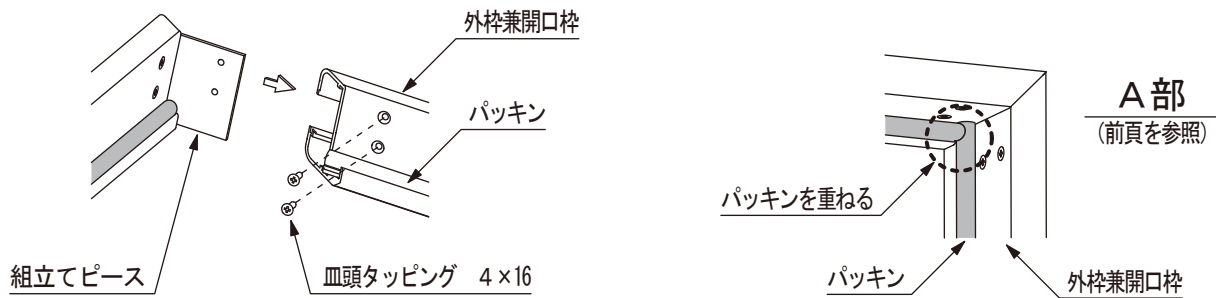 外枠兼開口枠
パッキン
組立てピース
皿頭タッピング 4×16
A部
(前頁を参照)
パッキンを重ねる
パッキン
外枠兼開口枠